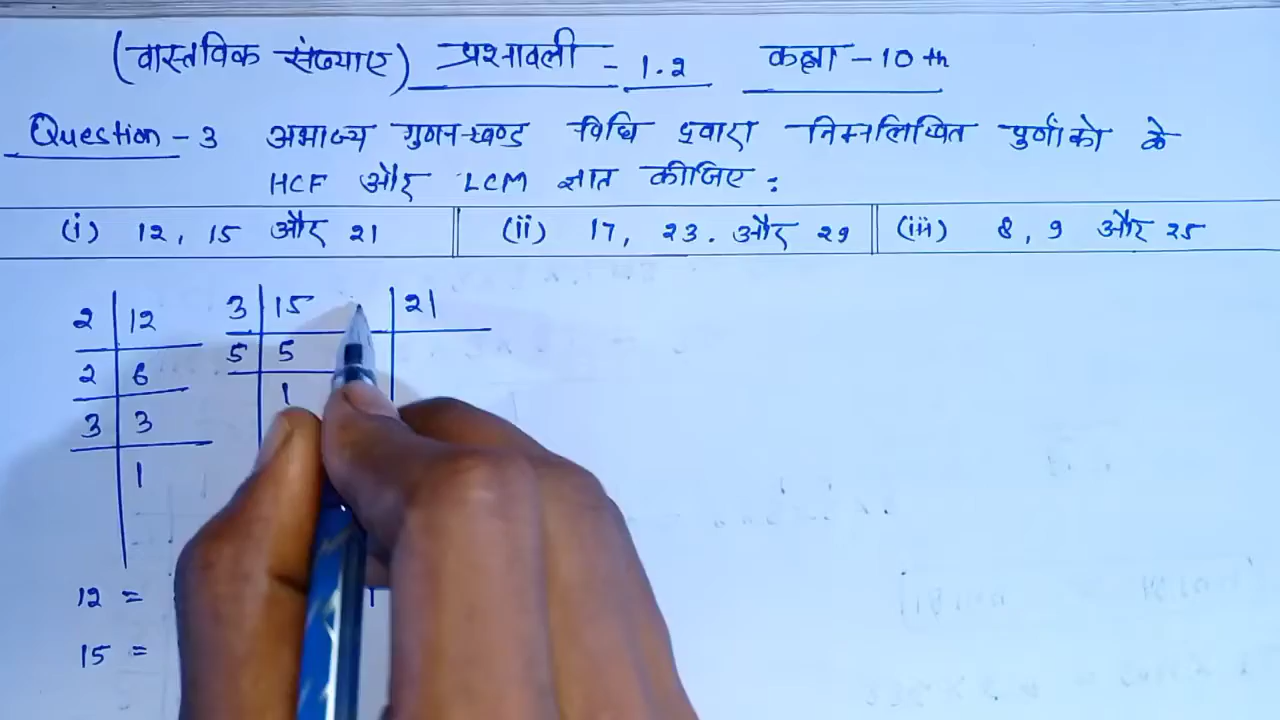 (वास्तविक संख्याए) प्रश्नावली - 1.2 कक्षा - 10 th
Question - 3 अभाज्य गुणनखण्ड विधि द्वारा निम्नलिखित पुर्णांको के
HCF और LCM ज्ञात कीजिए :
(i) 12, 15 और 21 (ii) 17, 23. और 29 (iii) 8, 9 और 25
2 12 3 15 21
2 6 5 5
3 3 1
1
12 =
15 =